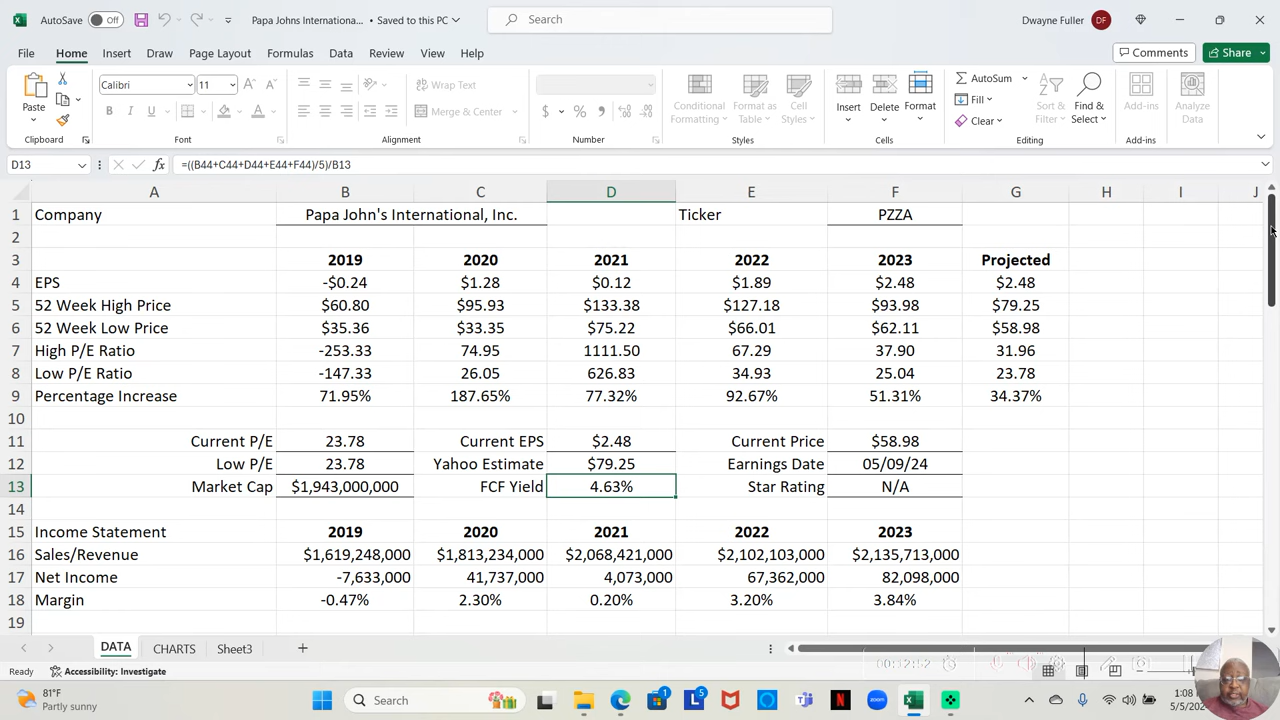 AutoSave Off Papa Johns Internationa... • Saved to this PC Search Dwayne Fuller DF
File Home Insert Draw Page Layout Formulas Data Review View Help Comments Share
Calibri 11 Wrap Text AutoSum
Paste B I U Merge & Center $ % Conditional Formatting Format as Table Cell Styles Insert Delete Format Fill Clear Sort & Filter Find & Select Add-ins Analyze Data
Clipboard Font Alignment Number Styles Cells Editing Add-ins
D13 fx =((B44+C44+D44+E44+F44)/5)/B13
A B C D E F G H I J
1 Company Papa John's International, Inc. Ticker PZZA
2
3 2019 2020 2021 2022 2023 Projected
4 EPS -$0.24 $1.28 $0.12 $1.89 $2.48 $2.48
5 52 Week High Price $60.80 $95.93 $133.38 $127.18 $93.98 $79.25
6 52 Week Low Price $35.36 $33.35 $75.22 $66.01 $62.11 $58.98
7 High P/E Ratio -253.33 74.95 1111.50 67.29 37.90 31.96
8 Low P/E Ratio -147.33 26.05 626.83 34.93 25.04 23.78
9 Percentage Increase 71.95% 187.65% 77.32% 92.67% 51.31% 34.37%
10
11 Current P/E 23.78 Current EPS $2.48 Current Price $58.98
12 Low P/E 23.78 Yahoo Estimate $79.25 Earnings Date 05/09/24
13 Market Cap $1,943,000,000 FCF Yield 4.63% Star Rating N/A
14
15 Income Statement 2019 2020 2021 2022 2023
16 Sales/Revenue $1,619,248,000 $1,813,234,000 $2,068,421,000 $2,102,103,000 $2,135,713,000
17 Net Income -7,633,000 41,737,000 4,073,000 67,362,000 82,098,000
18 Margin -0.47% 2.30% 0.20% 3.20% 3.84%
19
DATA CHARTS Sheet3
Ready Accessibility: Investigate 00:12:52
81°F
Partly sunny
Search
1:08
5/5/202